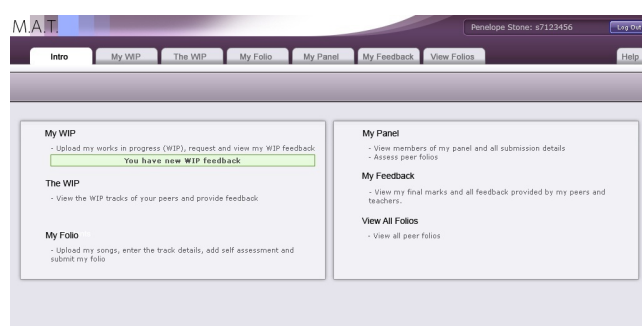 M.A.T.
Penelope Stone: s7123456
Log Out
Intro
My WIP
The WIP
My Folio
My Panel
My Feedback
View Folios
Help
My WIP
- Upload my works in progress (WIP), request and view my WIP feedback
You have new WIP feedback
The WIP
- View the WIP tracks of your peers and provide feedback
My Folio
- Upload my songs, enter the track details, add self assessment and
submit my folio
My Panel
- View members of my panel and all submission details
- Assess peer folios
My Feedback
- View my final marks and all feedback provided by my peers and
teachers.
View All Folios
- View all peer folios